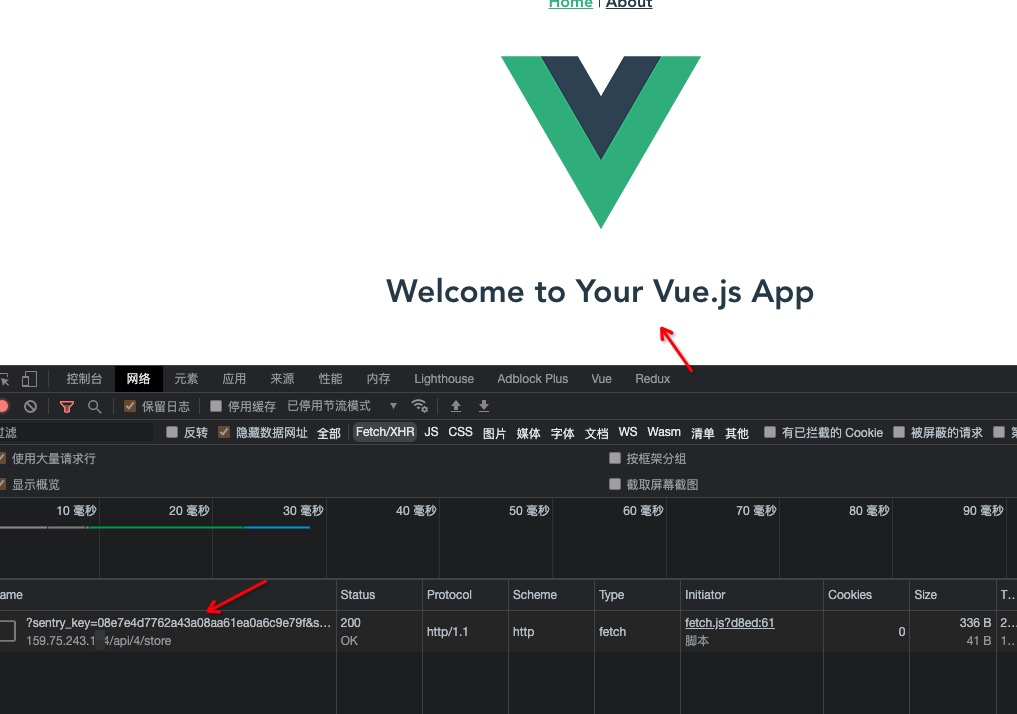 Home | About
Welcome to Your Vue.js App
控制台 网络 元素 应用 来源 性能 内存 Lighthouse Adblock Plus Vue Redux
保留日志 停用缓存 已停用节流模式
过滤 反转 隐藏数据网址 全部 Fetch/XHR JS CSS 图片 媒体 字体 文档 WS Wasm 清单 其他 有已拦截的 Cookie 被屏蔽的请求
使用大量请求行 按框架分组
显示概览 截取屏幕截图
10 毫秒 20 毫秒 30 毫秒 40 毫秒 50 毫秒 60 毫秒 70 毫秒 80 毫秒 90 毫秒
ame Status Protocol Scheme Type Initiator Cookies Size T...
?sentry_key=08e7e4d7762a43a08aa61ea0a6c9e79f&s... 200 http/1.1 http fetch fetch.js?d8ed:61 0 336 B 2...
159.75.243.1 4/api/4/store OK 脚本 41 B 1...